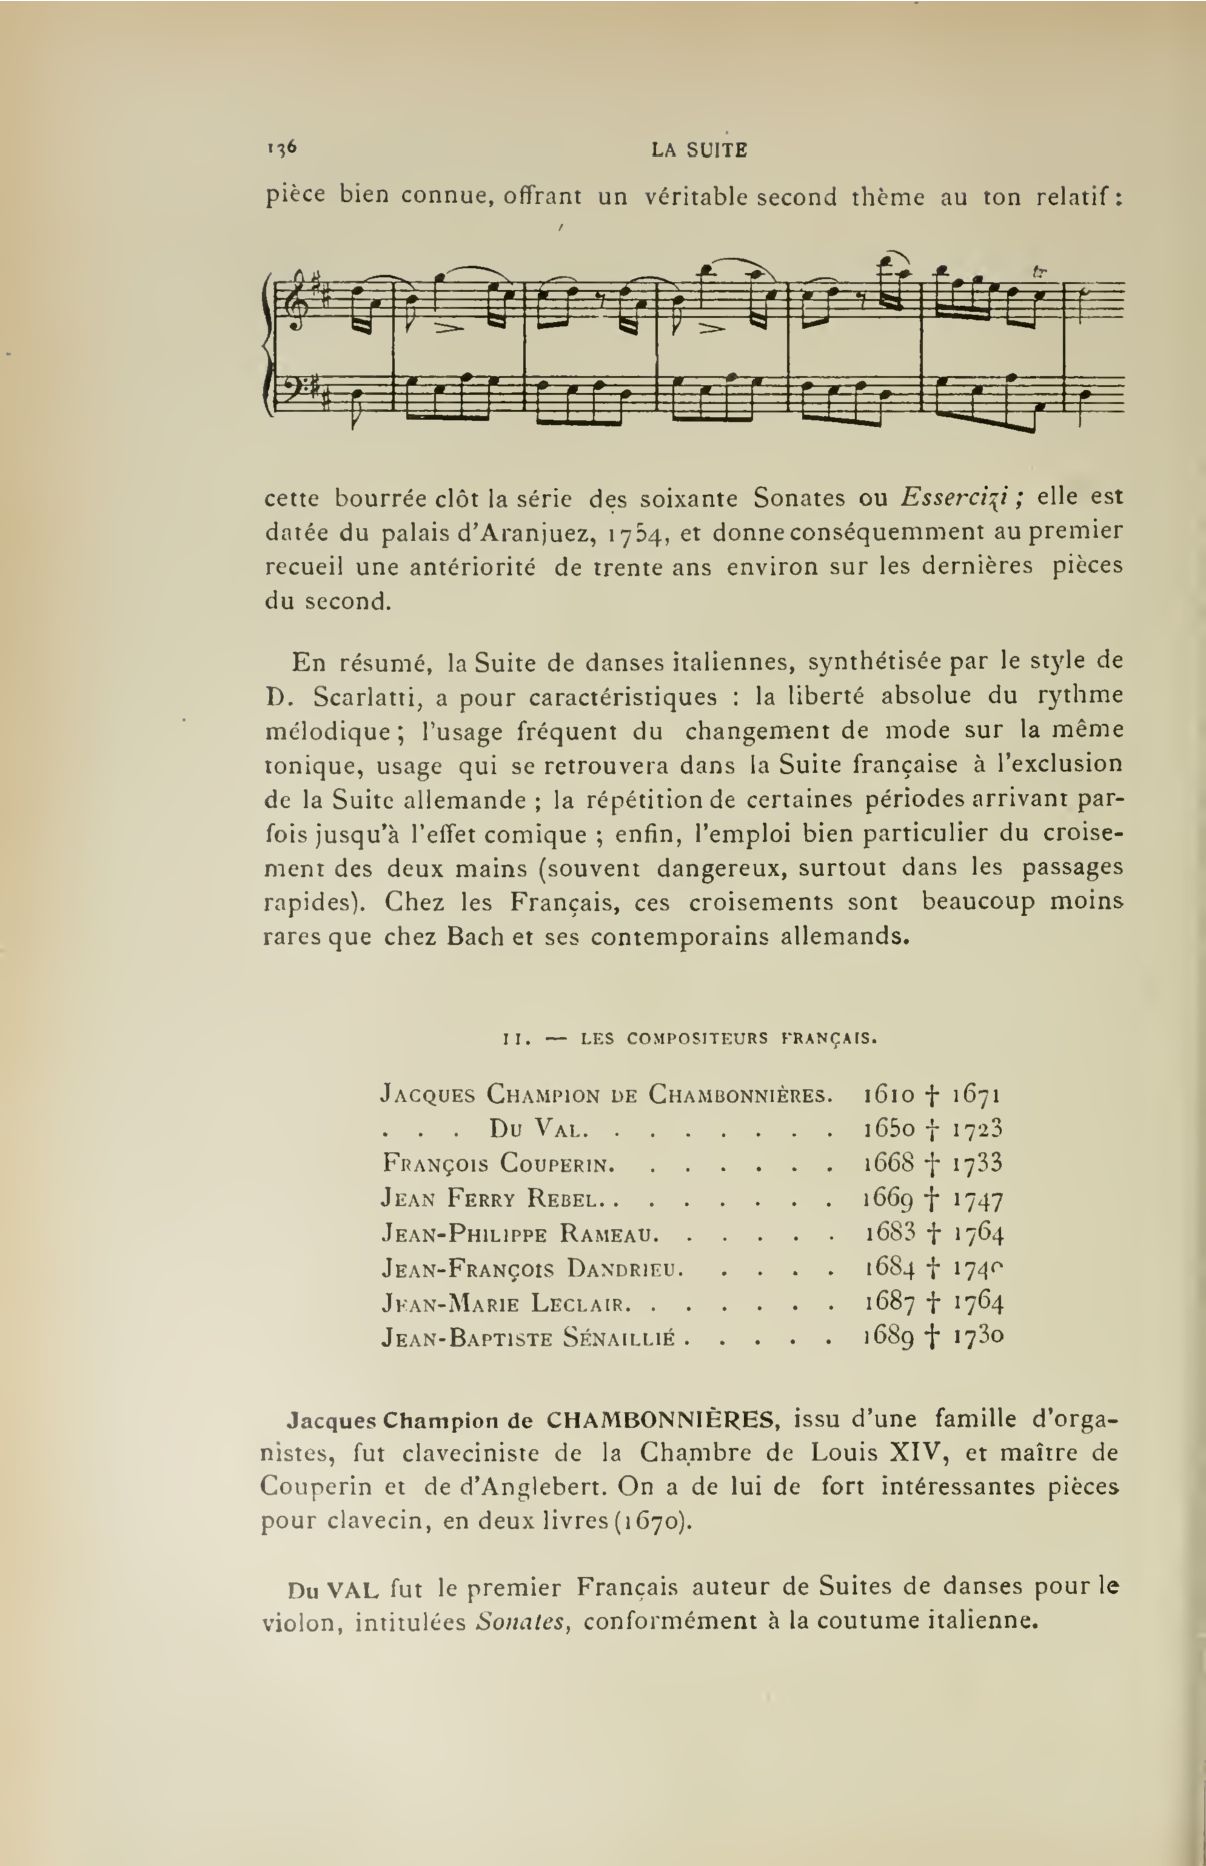 136 LA SUITE
pièce bien connue, offrant un véritable second thème au ton relatif :
tr
cette bourrée clôt la série des soixante Sonates ou Essercizi ; elle est
datée du palais d'Aranjuez, 1754, et donne conséquemment au premier
recueil une antériorité de trente ans environ sur les dernières pièces
du second.
En résumé, la Suite de danses italiennes, synthétisée par le style de
D. Scarlatti, a pour caractéristiques : la liberté absolue du rythme
mélodique ; l'usage fréquent du changement de mode sur la même
tonique, usage qui se retrouvera dans la Suite française à l'exclusion
de la Suite allemande ; la répétition de certaines périodes arrivant par-
fois jusqu'à l'effet comique ; enfin, l'emploi bien particulier du croise-
ment des deux mains (souvent dangereux, surtout dans les passages
rapides). Chez les Français, ces croisements sont beaucoup moins
rares que chez Bach et ses contemporains allemands.
II. — LES COMPOSITEURS FRANÇAIS.
JACQUES CHAMPION DE CHAMBONNIÈRES. 1610 † 1671
. . . DU VAL. . . . . . . . 1650 † 1723
FRANÇOIS COUPERIN. . . . . . . 1668 † 1733
JEAN FERRY REBEL. . . . . . . . 1669 † 1747
JEAN-PHILIPPE RAMEAU. . . . . . 1683 † 1764
JEAN-FRANÇOIS DANDRIEU. . . . . 1684 † 1740
JEAN-MARIE LECLAIR. . . . . . . 1687 † 1764
JEAN-BAPTISTE SÉNAILLIÉ . . . . . 1689 † 1730
Jacques Champion de CHAMBONNIÈRES, issu d'une famille d'orga-
nistes, fut claveciniste de la Chambre de Louis XIV, et maître de
Couperin et de d'Anglebert. On a de lui de fort intéressantes pièces
pour clavecin, en deux livres (1670).
Du VAL fut le premier Français auteur de Suites de danses pour le
violon, intitulées Sonates, conformément à la coutume italienne.